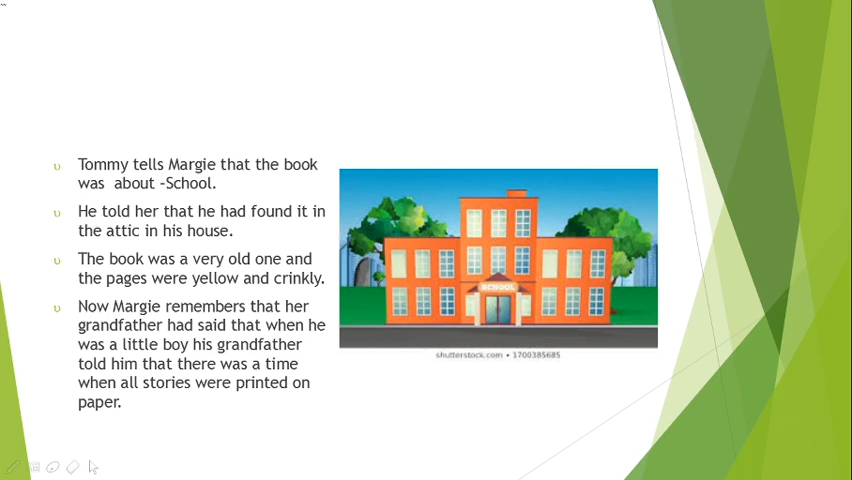 Tommy tells Margie that the book
was about -School.
He told her that he had found it in
the attic in his house.
The book was a very old one and
the pages were yellow and crinkly.
Now Margie remembers that her
grandfather had said that when he
was a little boy his grandfather
told him that there was a time
when all stories were printed on
paper.
SCHOOL
shutterstock.com • 1700385685